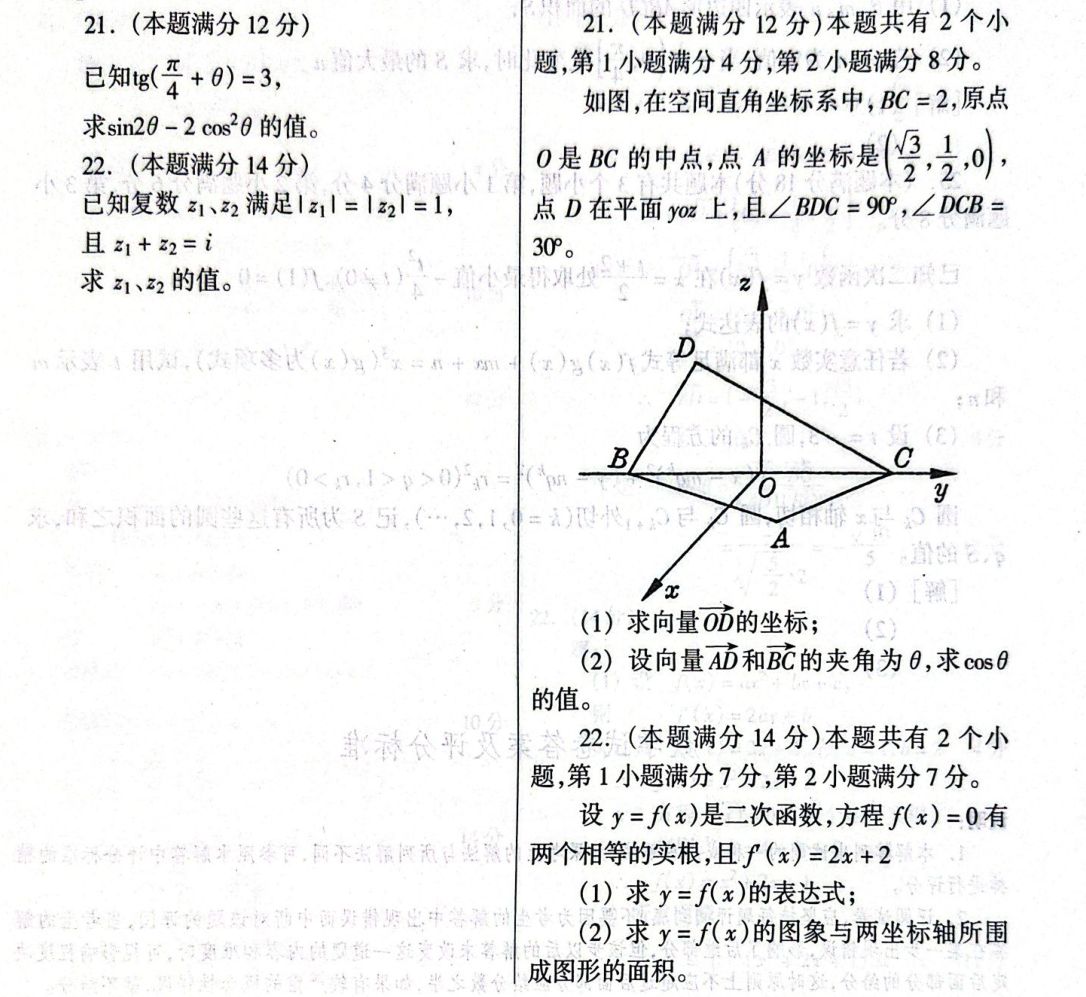 21. (本题满分 12 分)
已知tg(π/4 + θ) = 3,
求sin2θ - 2 cos²θ 的值。
22. (本题满分 14 分)
已知复数 z₁、z₂ 满足|z₁| = |z₂| = 1,
且 z₁ + z₂ = i
求 z₁、z₂ 的值。
21. (本题满分 12 分)本题共有 2 个小
题,第 1 小题满分 4 分,第 2 小题满分 8 分。
如图,在空间直角坐标系中, BC = 2,原点
O 是 BC 的中点,点 A 的坐标是(√3/2, 1/2, 0),
点 D 在平面 yoz 上,且∠BDC = 90°,∠DCB =
30°。
z
D
B
C
O
y
A
x
(1) 求向量OD的坐标;
(2) 设向量AD和BC的夹角为 θ,求 cos θ
的值。
22. (本题满分 14 分)本题共有 2 个小
题,第 1 小题满分 7 分,第 2 小题满分 7 分。
设 y = f(x)是二次函数,方程 f(x) = 0 有
两个相等的实根,且 f (x) = 2x + 2
(1) 求 y = f(x)的表达式;
(2) 求 y = f(x)的图象与两坐标轴所围
成图形的面积。